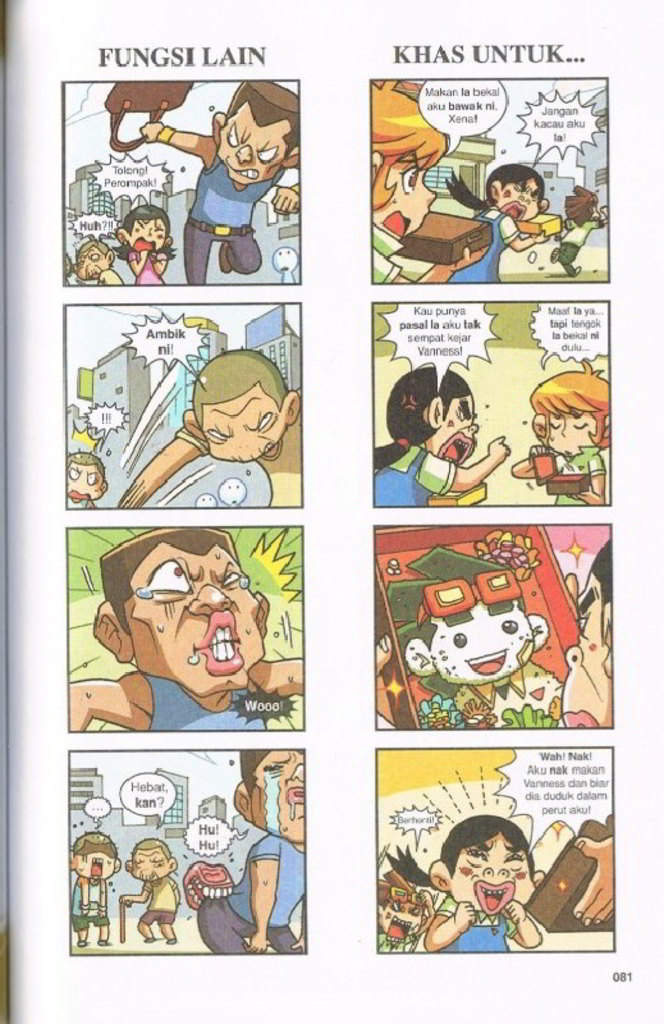 FUNGSI LAIN
Tolong!
Perompak!
Huih?!!
Ambik
ni!
!!!
Wooo!
...
Hebat,
kan?
Hu!
Hu!
KHAS UNTUK...
Makan la bekal
aku bawak ni,
Xena!
Jangan
kacau aku
la!
Kau punya
pasal la aku tak
sempat kejar
Vanness!
Maaf la ya...
tapi tengok
la bekal ni
dulu...
Berhenti!
Wah! Nak!
Aku nak makan
Vanness dan biar
dia duduk dalam
perut aku!
081